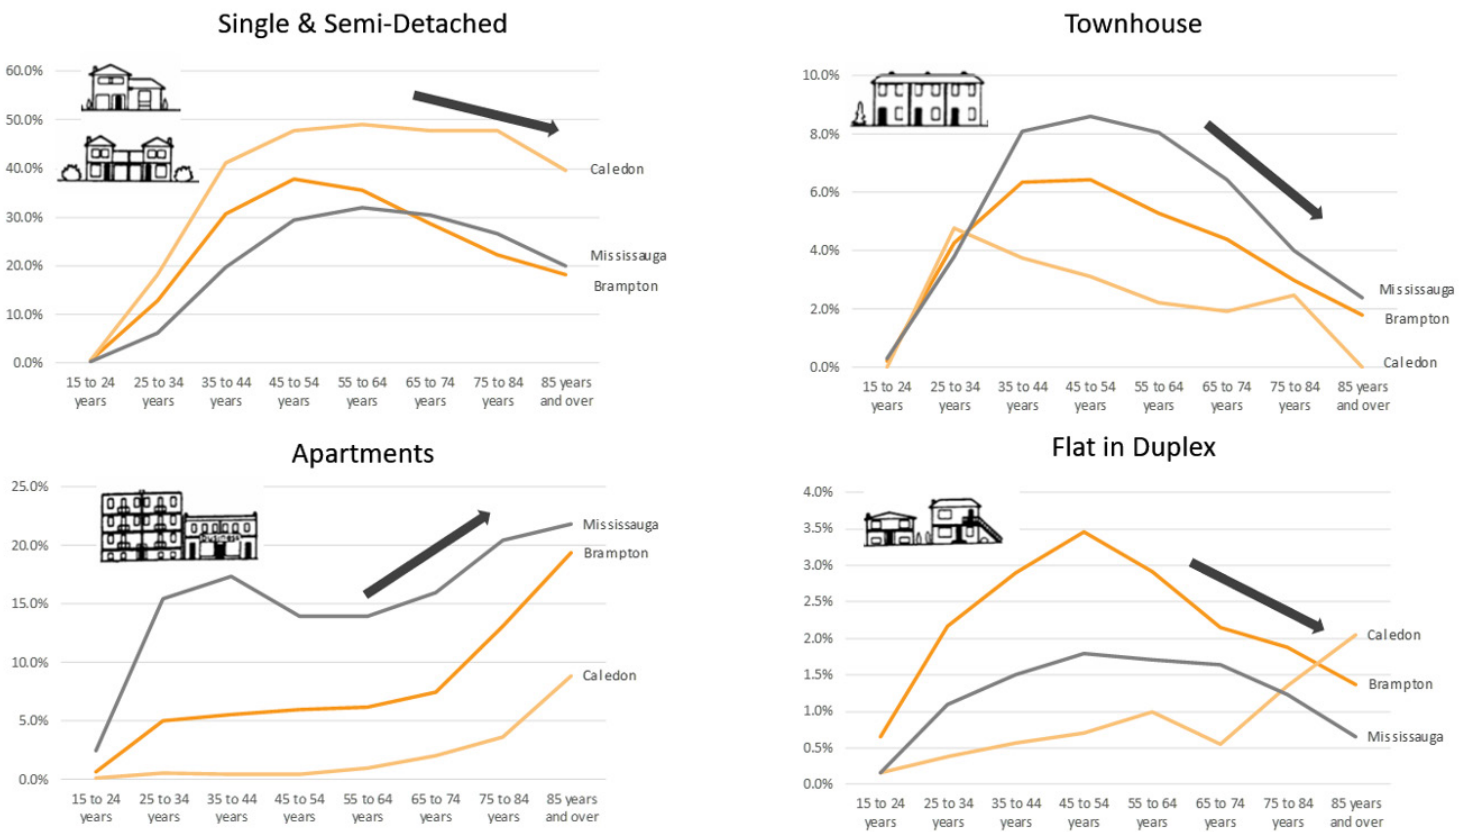 Single & Semi-Detached
60.0%
50.0%
40.0%
30.0%
20.0%
10.0%
0.0%
Caledon
Mississauga
Brampton
15 to 24 years
25 to 34 years
35 to 44 years
45 to 54 years
55 to 64 years
65 to 74 years
75 to 84 years
85 years and over
Townhouse
10.0%
8.0%
6.0%
4.0%
2.0%
0.0%
Mississauga
Brampton
Caledon
15 to 24 years
25 to 34 years
35 to 44 years
45 to 54 years
55 to 64 years
65 to 74 years
75 to 84 years
85 years and over
Apartments
25.0%
20.0%
15.0%
10.0%
5.0%
0.0%
Mississauga
Brampton
Caledon
15 to 24 years
25 to 34 years
35 to 44 years
45 to 54 years
55 to 64 years
65 to 74 years
75 to 84 years
85 years and over
Flat in Duplex
4.0%
3.5%
3.0%
2.5%
2.0%
1.5%
1.0%
0.5%
0.0%
Caledon
Brampton
Mississauga
15 to 24 years
25 to 34 years
35 to 44 years
45 to 54 years
55 to 64 years
65 to 74 years
75 to 84 years
85 years and over